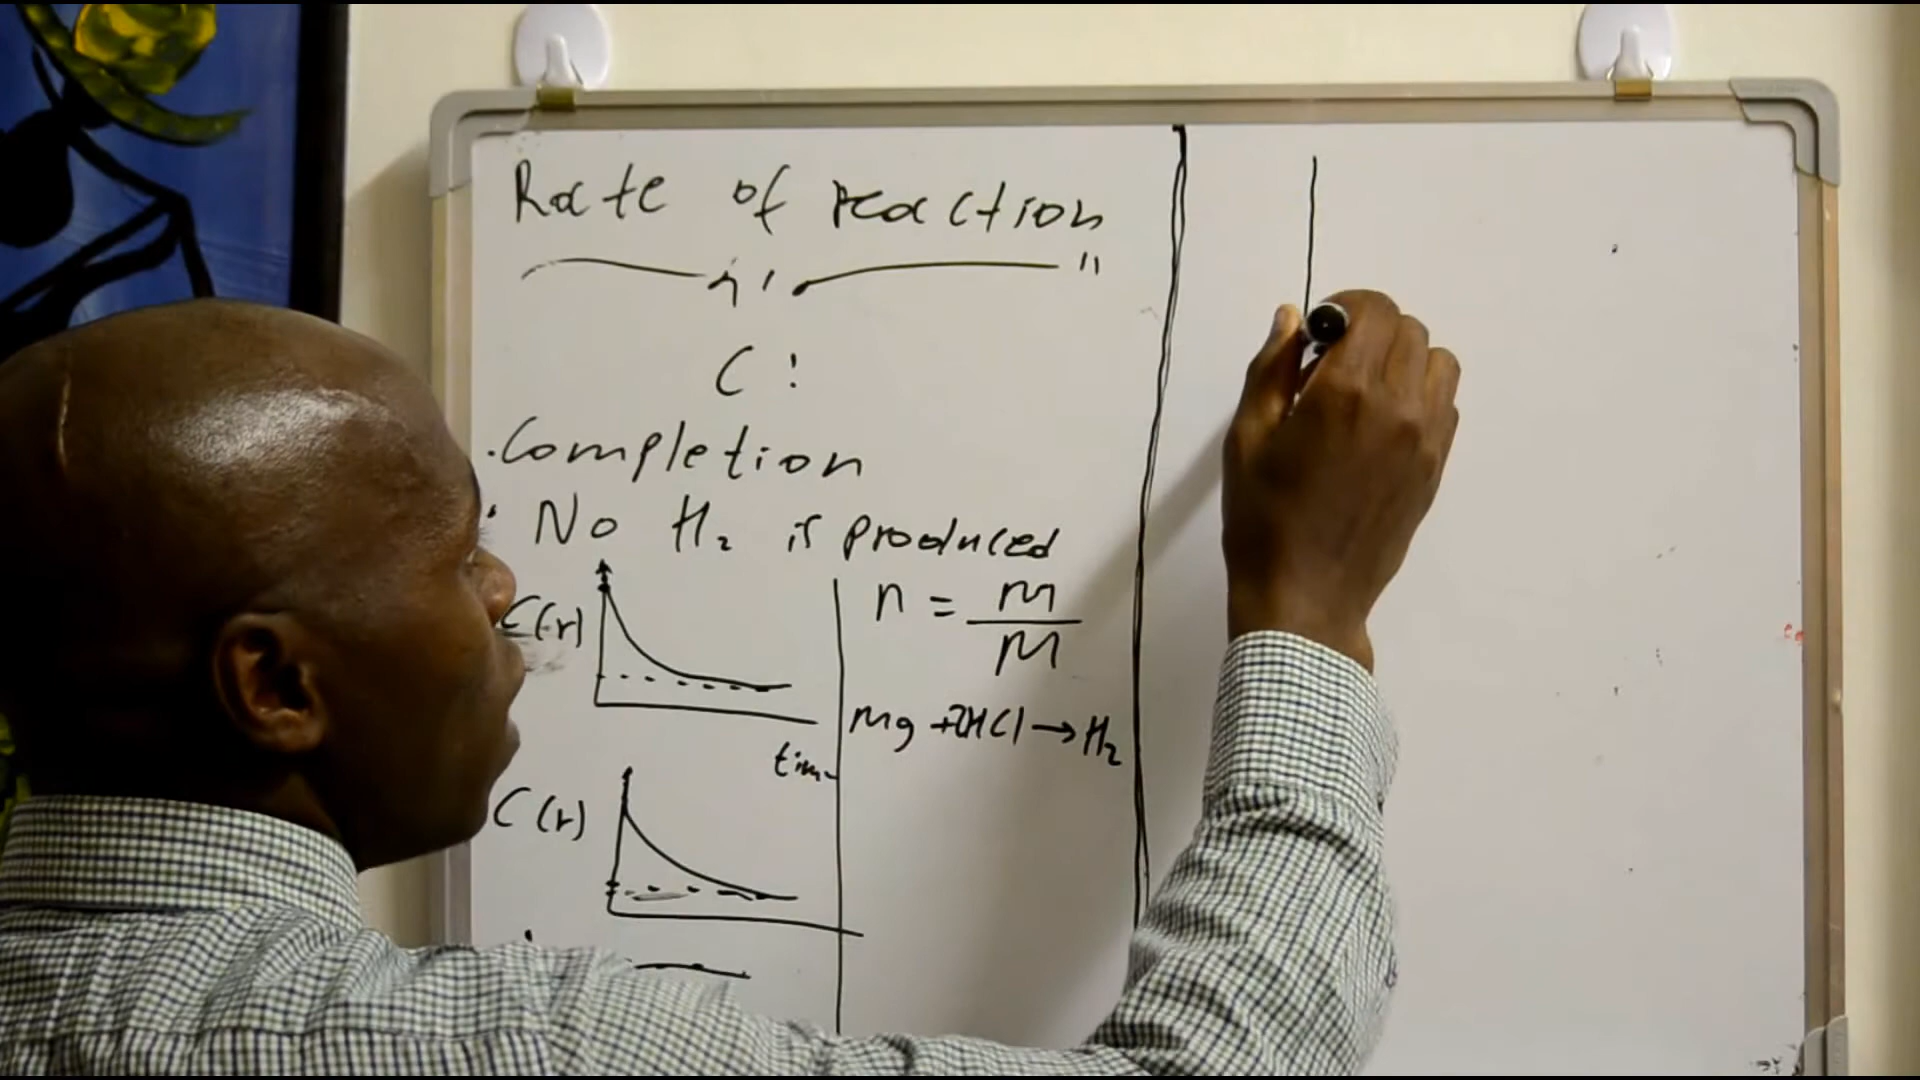 Rate of reaction
C :
. Completion
No H₂ is produced
C(r)
time
C(r)
n = m / M
Mg + 2HCl → H₂